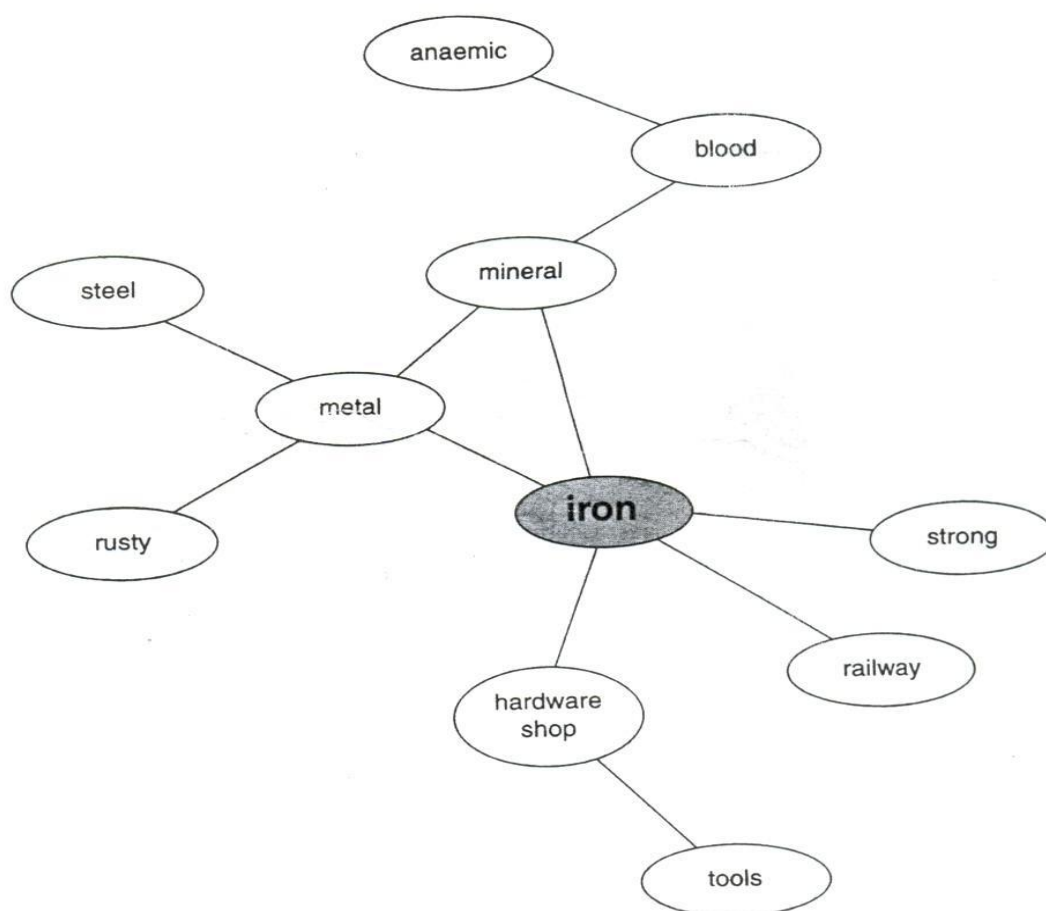 anaemic
blood
mineral
steel
metal
iron
rusty
strong
railway
hardware
shop
tools